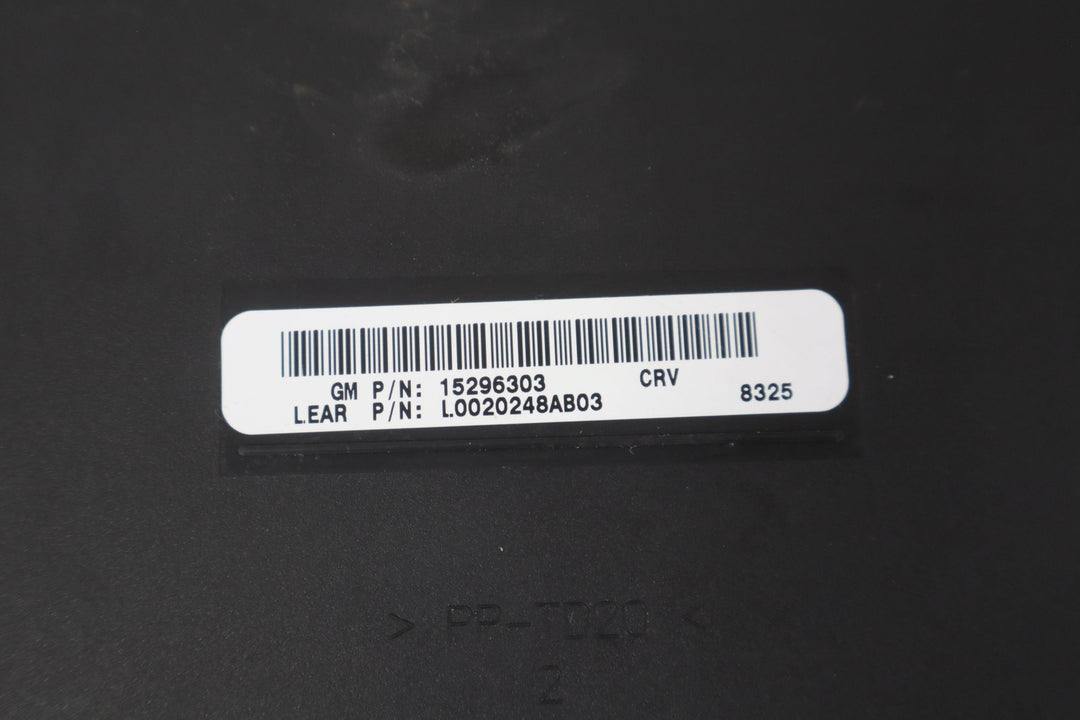 GM P/N: 15296303 CRV
LEAR P/N: L0020248AB03 8325
> PP-TD20 <
2